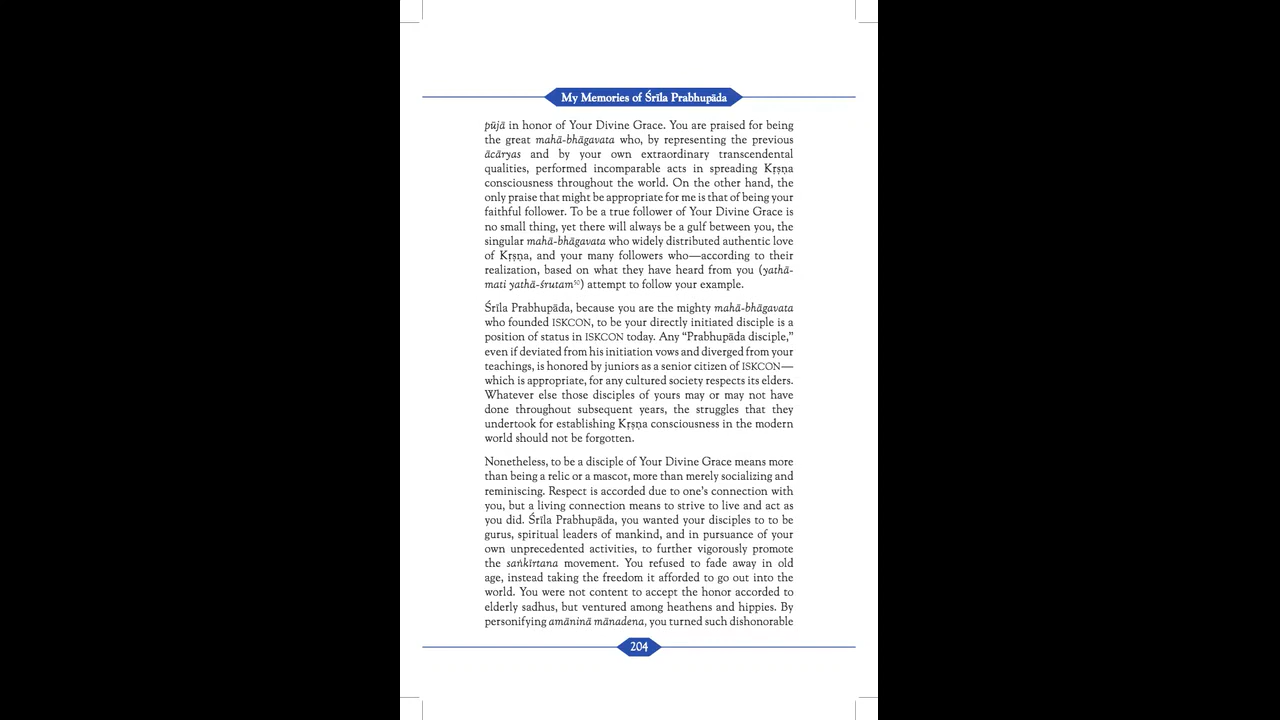 My Memories of Śrīla Prabhupāda
pūjā in honor of Your Divine Grace. You are praised for being
the great mahā-bhāgavata who, by representing the previous
ācāryas and by your own extraordinary transcendental
qualities, performed incomparable acts in spreading Kṛṣṇa
consciousness throughout the world. On the other hand, the
only praise that might be appropriate for me is that of being your
faithful follower. To be a true follower of Your Divine Grace is
no small thing, yet there will always be a gulf between you, the
singular mahā-bhāgavata who widely distributed authentic love
of Kṛṣṇa, and your many followers who—according to their
realization, based on what they have heard from you (yathā-
mati yathā-śrutam⁵⁰) attempt to follow your example.
Śrīla Prabhupāda, because you are the mighty mahā-bhāgavata
who founded ISKCON, to be your directly initiated disciple is a
position of status in ISKCON today. Any “Prabhupāda disciple,”
even if deviated from his initiation vows and diverged from your
teachings, is honored by juniors as a senior citizen of ISKCON—
which is appropriate, for any cultured society respects its elders.
Whatever else those disciples of yours may or may not have
done throughout subsequent years, the struggles that they
undertook for establishing Kṛṣṇa consciousness in the modern
world should not be forgotten.
Nonetheless, to be a disciple of Your Divine Grace means more
than being a relic or a mascot, more than merely socializing and
reminiscing. Respect is accorded due to one’s connection with
you, but a living connection means to strive to live and act as
you did. Śrīla Prabhupāda, you wanted your disciples to to be
gurus, spiritual leaders of mankind, and in pursuance of your
own unprecedented activities, to further vigorously promote
the saṅkīrtana movement. You refused to fade away in old
age, instead taking the freedom it afforded to go out into the
world. You were not content to accept the honor accorded to
elderly sadhus, but ventured among heathens and hippies. By
personifying amāninā mānadena, you turned such dishonorable
204